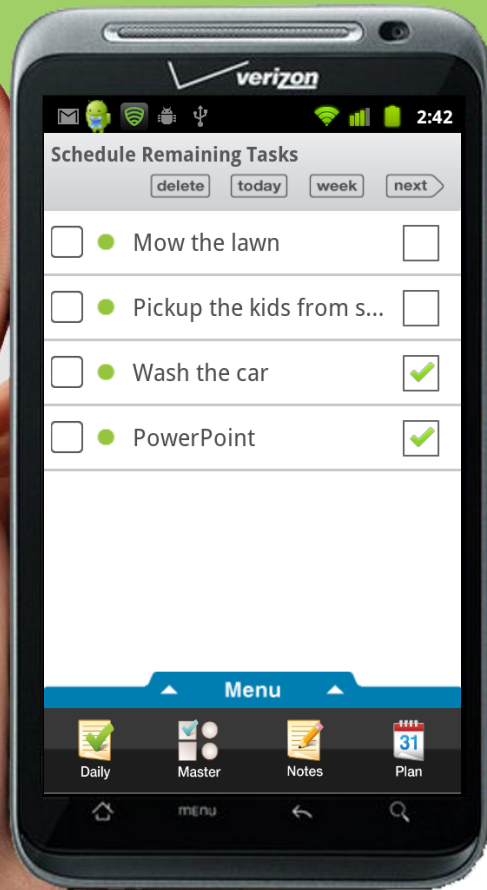 verizon
2:42
Schedule Remaining Tasks
delete today week next
Mow the lawn
Pickup the kids from s...
Wash the car
PowerPoint
Menu
31
Daily Master Notes Plan
menu